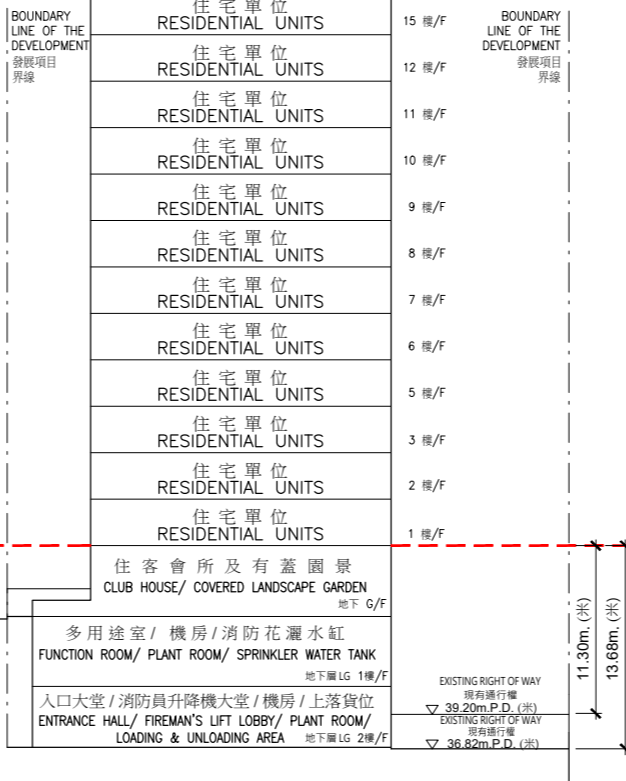 BOUNDARY
LINE OF THE
DEVELOPMENT
發展項目
界線
住宅單位
RESIDENTIAL UNITS
15 樓/F
BOUNDARY
LINE OF THE
DEVELOPMENT
發展項目
界線
住宅單位
RESIDENTIAL UNITS
12 樓/F
住宅單位
RESIDENTIAL UNITS
11 樓/F
住宅單位
RESIDENTIAL UNITS
10 樓/F
住宅單位
RESIDENTIAL UNITS
9 樓/F
住宅單位
RESIDENTIAL UNITS
8 樓/F
住宅單位
RESIDENTIAL UNITS
7 樓/F
住宅單位
RESIDENTIAL UNITS
6 樓/F
住宅單位
RESIDENTIAL UNITS
5 樓/F
住宅單位
RESIDENTIAL UNITS
3 樓/F
住宅單位
RESIDENTIAL UNITS
2 樓/F
住宅單位
RESIDENTIAL UNITS
1 樓/F
住客會所及有蓋園景
CLUB HOUSE/ COVERED LANDSCAPE GARDEN
地下 G/F
多用途室/ 機房/消防花灑水缸
FUNCTION ROOM/ PLANT ROOM/ SPRINKLER WATER TANK
地下層LG 1樓/F
入口大堂/消防員升降機大堂/機房/上落貨位
ENTRANCE HALL/ FIREMAN'S LIFT LOBBY/ PLANT ROOM/
LOADING & UNLOADING AREA 地下層LG 2樓/F
EXISTING RIGHT OF WAY
現有通行權
39.20m.P.D. (米)
EXISTING RIGHT OF WAY
現有通行權
36.82m.P.D. (米)
11.30m. (米)
13.68m. (米)